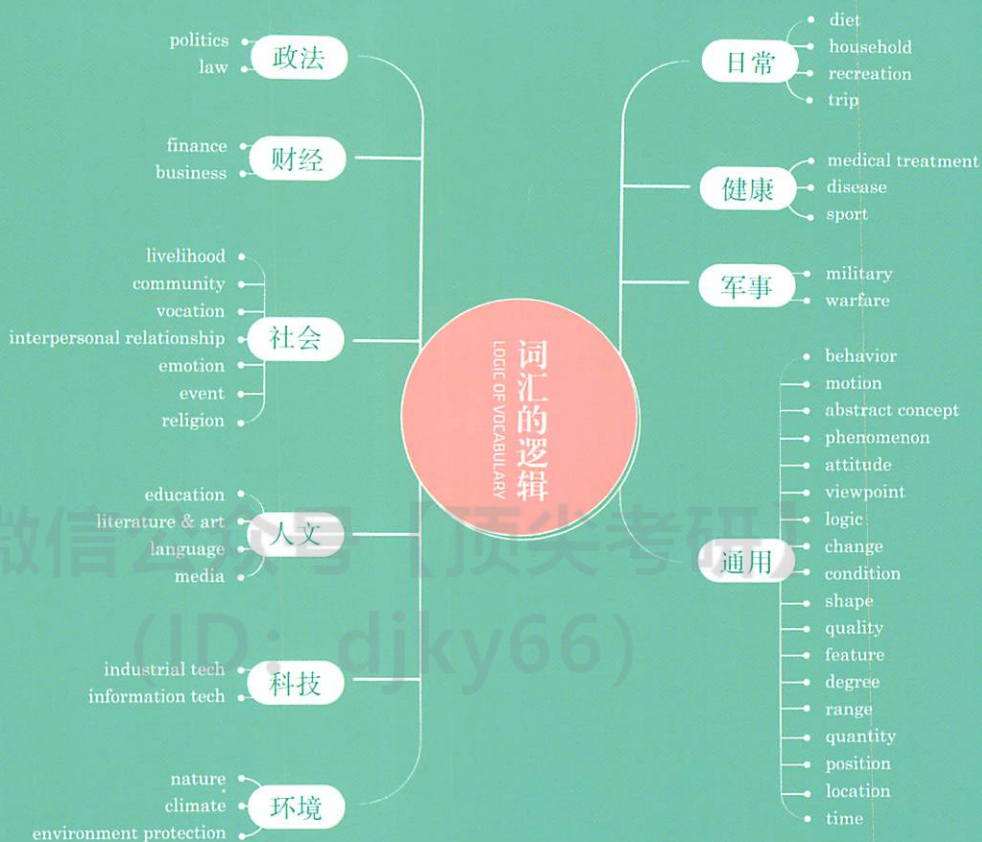 词汇的逻辑
LOGIC OF VOCABULARY
政法
politics
law
财经
finance
business
社会
livelihood
community
vocation
interpersonal relationship
emotion
event
religion
人文
education
literature & art
language
media
科技
industrial tech
information tech
环境
nature
climate
environment protection
日常
diet
household
recreation
trip
健康
medical treatment
disease
sport
军事
military
warfare
通用
behavior
motion
abstract concept
phenomenon
attitude
viewpoint
logic
change
condition
shape
quality
feature
degree
range
quantity
position
location
time
微信公众号【顶尖考研】
(ID: djky66)